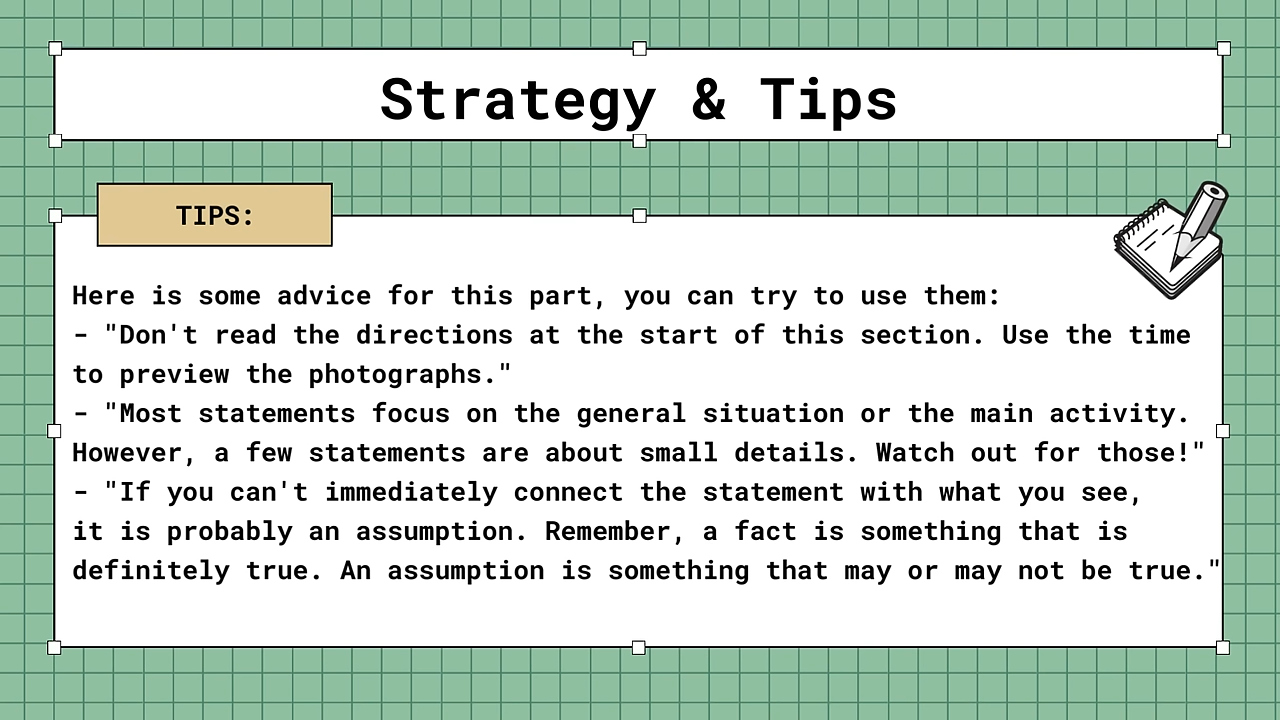 Strategy & Tips
TIPS:
Here is some advice for this part, you can try to use them:
- "Don't read the directions at the start of this section. Use the time
to preview the photographs."
- "Most statements focus on the general situation or the main activity.
However, a few statements are about small details. Watch out for those!"
- "If you can't immediately connect the statement with what you see,
it is probably an assumption. Remember, a fact is something that is
definitely true. An assumption is something that may or may not be true."